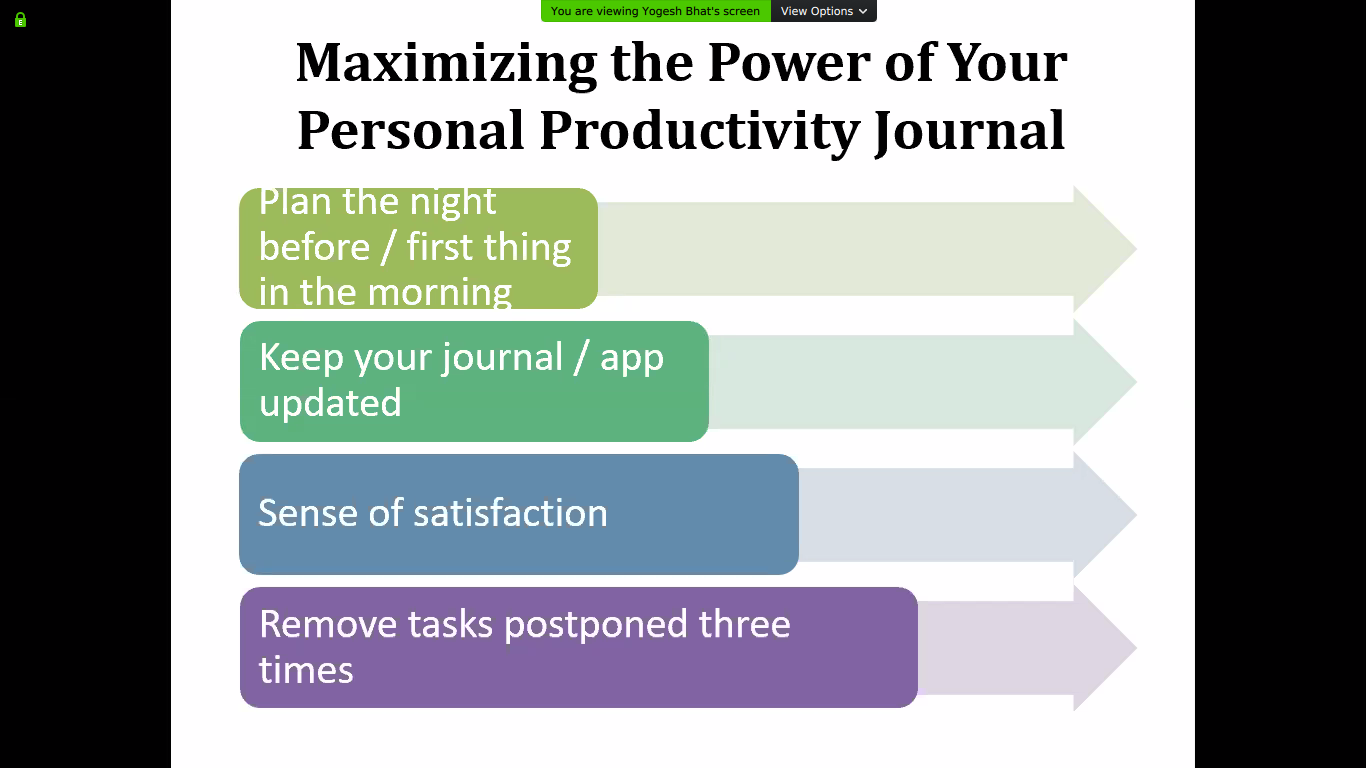 You are viewing Yogesh Bhat's screen View Options
E
Maximizing the Power of Your
Personal Productivity Journal
Plan the night
before / first thing
in the morning
Keep your journal / app
updated
Sense of satisfaction
Remove tasks postponed three
times